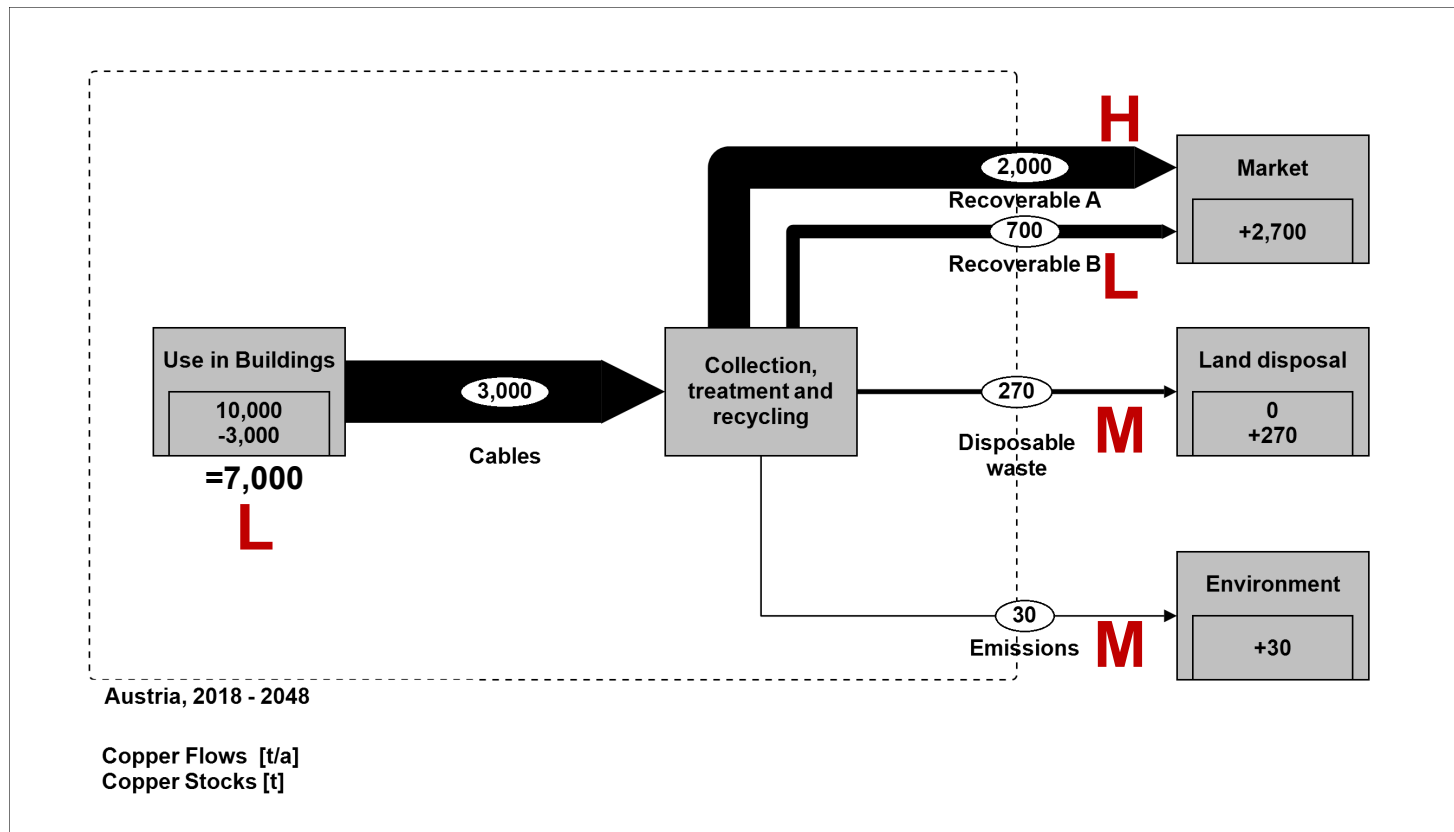 H
2,000
Recoverable A
Market
+2,700
700
Recoverable B
L
Use in Buildings
10,000
-3,000
=7,000
L
3,000
Cables
Collection,
treatment and
recycling
270
Disposable
waste
M
Land disposal
0
+270
30
Emissions
M
Environment
+30
Austria, 2018 - 2048
Copper Flows  [t/a]
Copper Stocks [t]